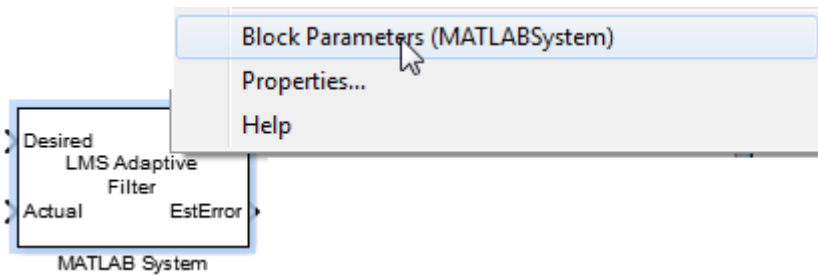 Block Parameters (MATLABSystem)
Properties...
Help
Desired
LMS Adaptive
Filter
Actual EstError
MATLAB System